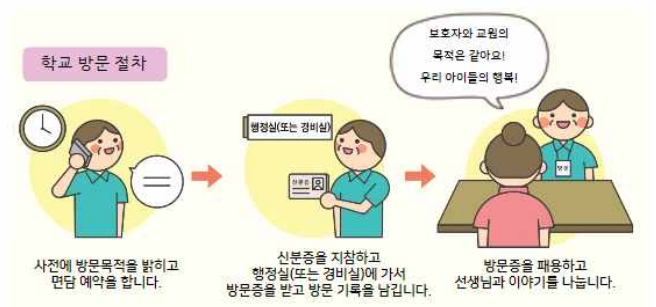 학교 방문 절차
보호자와 교원의
목적은 같아요!
우리 아이들의 행복!
행정실(또는 경비실)
신분증
사전에 방문목적을 밝히고
면담 예약을 합니다.
신분증을 지참하고
행정실(또는 경비실)에 가서
방문증을 받고 방문 기록을 남깁니다.
방문증을 패용하고
선생님과 이야기를 나눕니다.